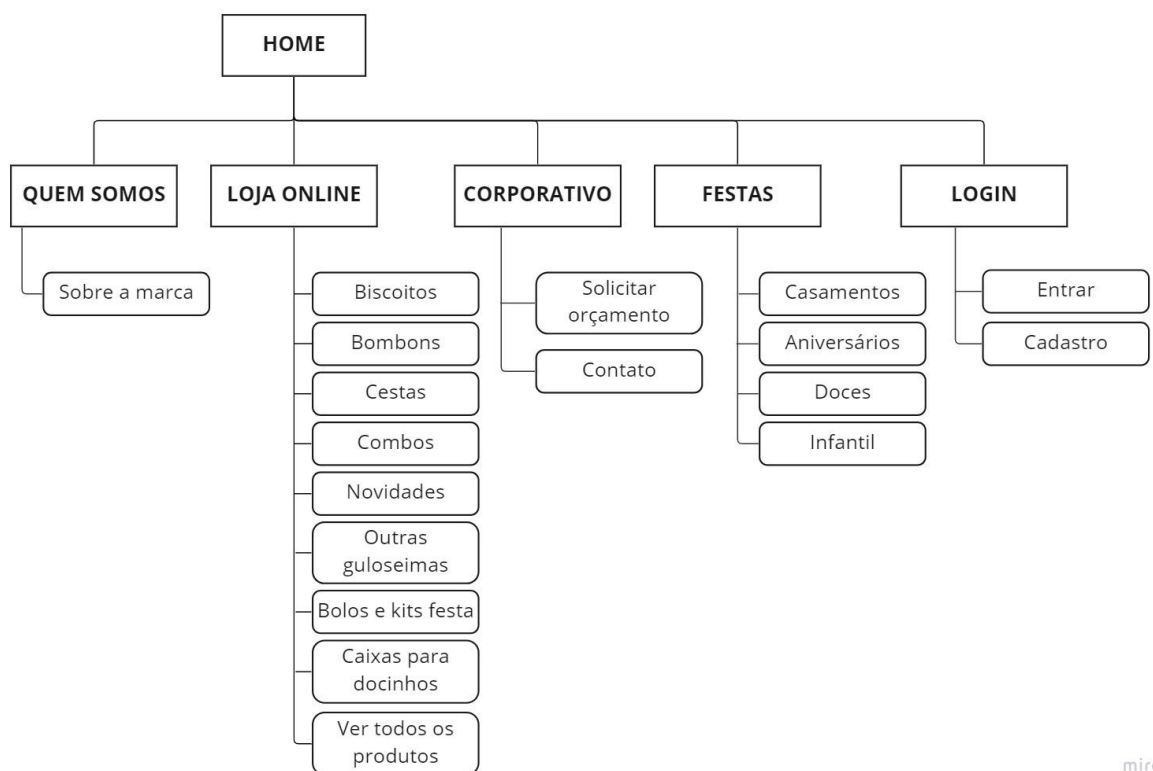 HOME
QUEM SOMOS
LOJA ONLINE
CORPORATIVO
FESTAS
LOGIN
Sobre a marca
Biscoitos
Bombons
Cestas
Combos
Novidades
Outras
guloseimas
Bolos e kits festa
Caixas para
docinhos
Ver todos os
produtos
Solicitar
orçamento
Contato
Casamentos
Aniversários
Doces
Infantil
Entrar
Cadastro